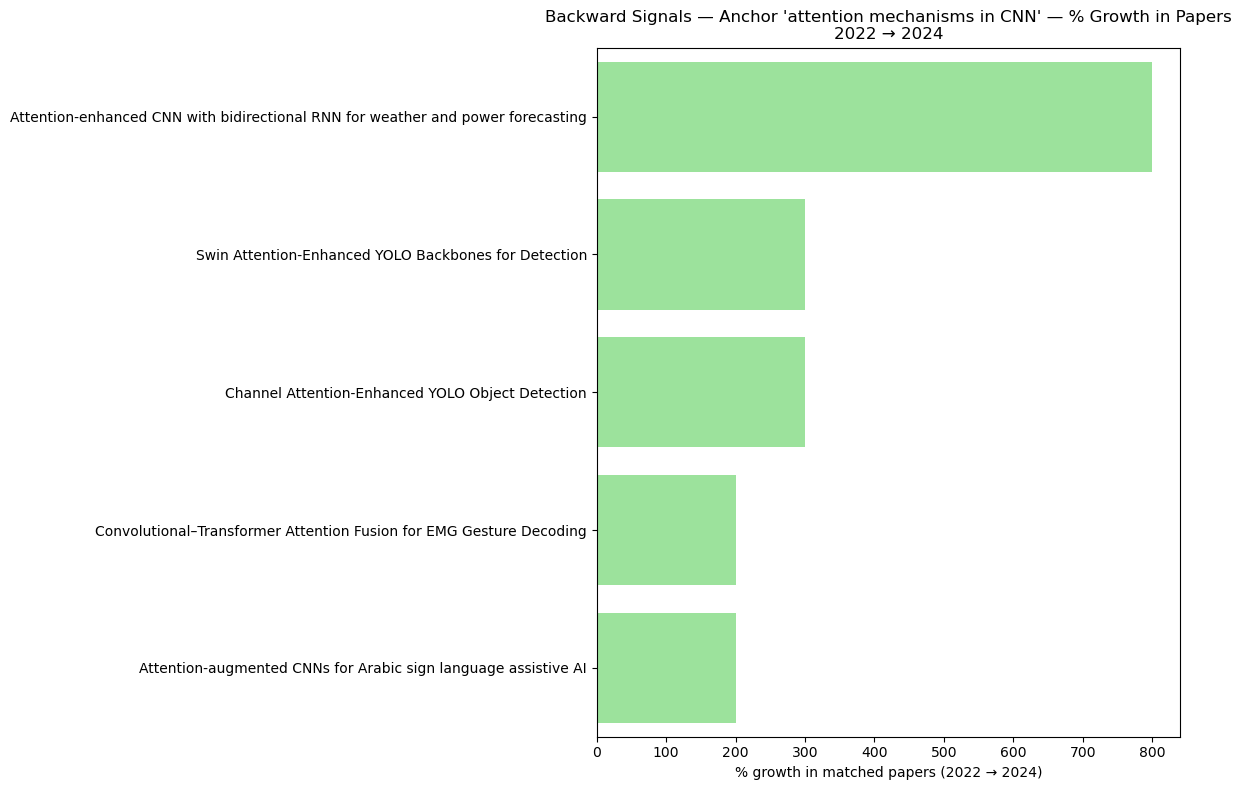 Backward Signals — Anchor 'attention mechanisms in CNN' — % Growth in Papers
2022 → 2024
Attention-enhanced CNN with bidirectional RNN for weather and power forecasting
Swin Attention-Enhanced YOLO Backbones for Detection
Channel Attention-Enhanced YOLO Object Detection
Convolutional–Transformer Attention Fusion for EMG Gesture Decoding
Attention-augmented CNNs for Arabic sign language assistive AI
0 100 200 300 400 500 600 700 800
% growth in matched papers (2022 → 2024)